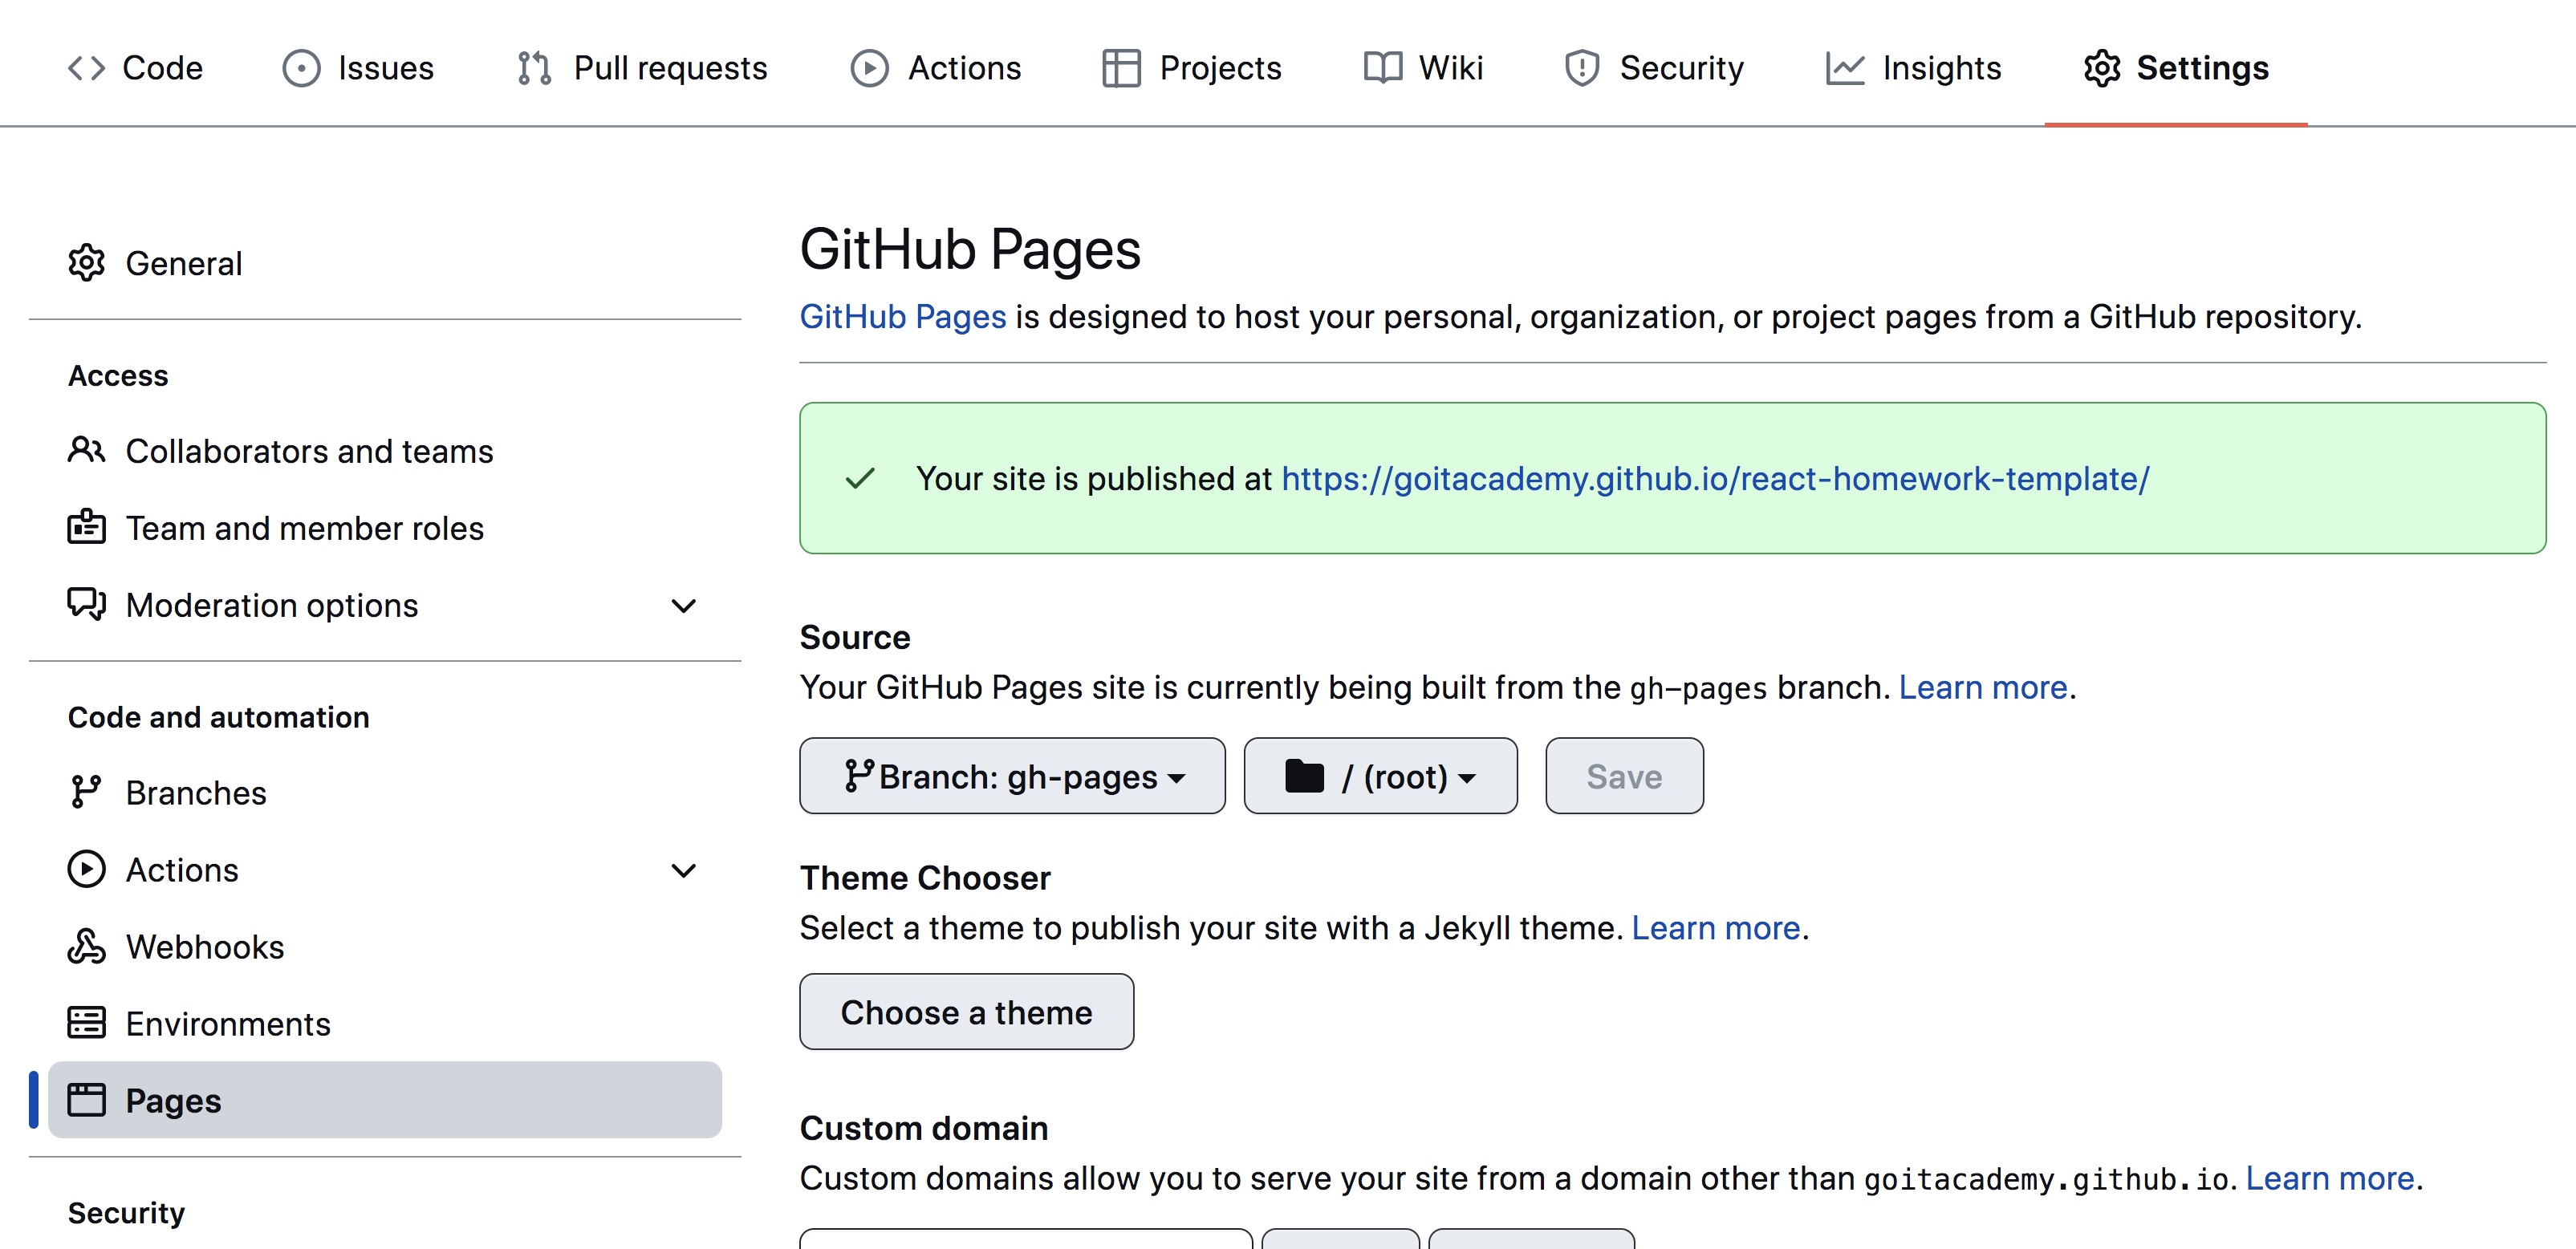 Code Issues Pull requests Actions Projects Wiki Security Insights Settings
General
Access
Collaborators and teams
Team and member roles
Moderation options
Code and automation
Branches
Actions
Webhooks
Environments
Pages
Security
GitHub Pages
GitHub Pages is designed to host your personal, organization, or project pages from a GitHub repository.
Your site is published at https://goitacademy.github.io/react-homework-template/
Source
Your GitHub Pages site is currently being built from the gh-pages branch. Learn more.
Branch: gh-pages / (root) Save
Theme Chooser
Select a theme to publish your site with a Jekyll theme. Learn more.
Choose a theme
Custom domain
Custom domains allow you to serve your site from a domain other than goitacademy.github.io. Learn more.